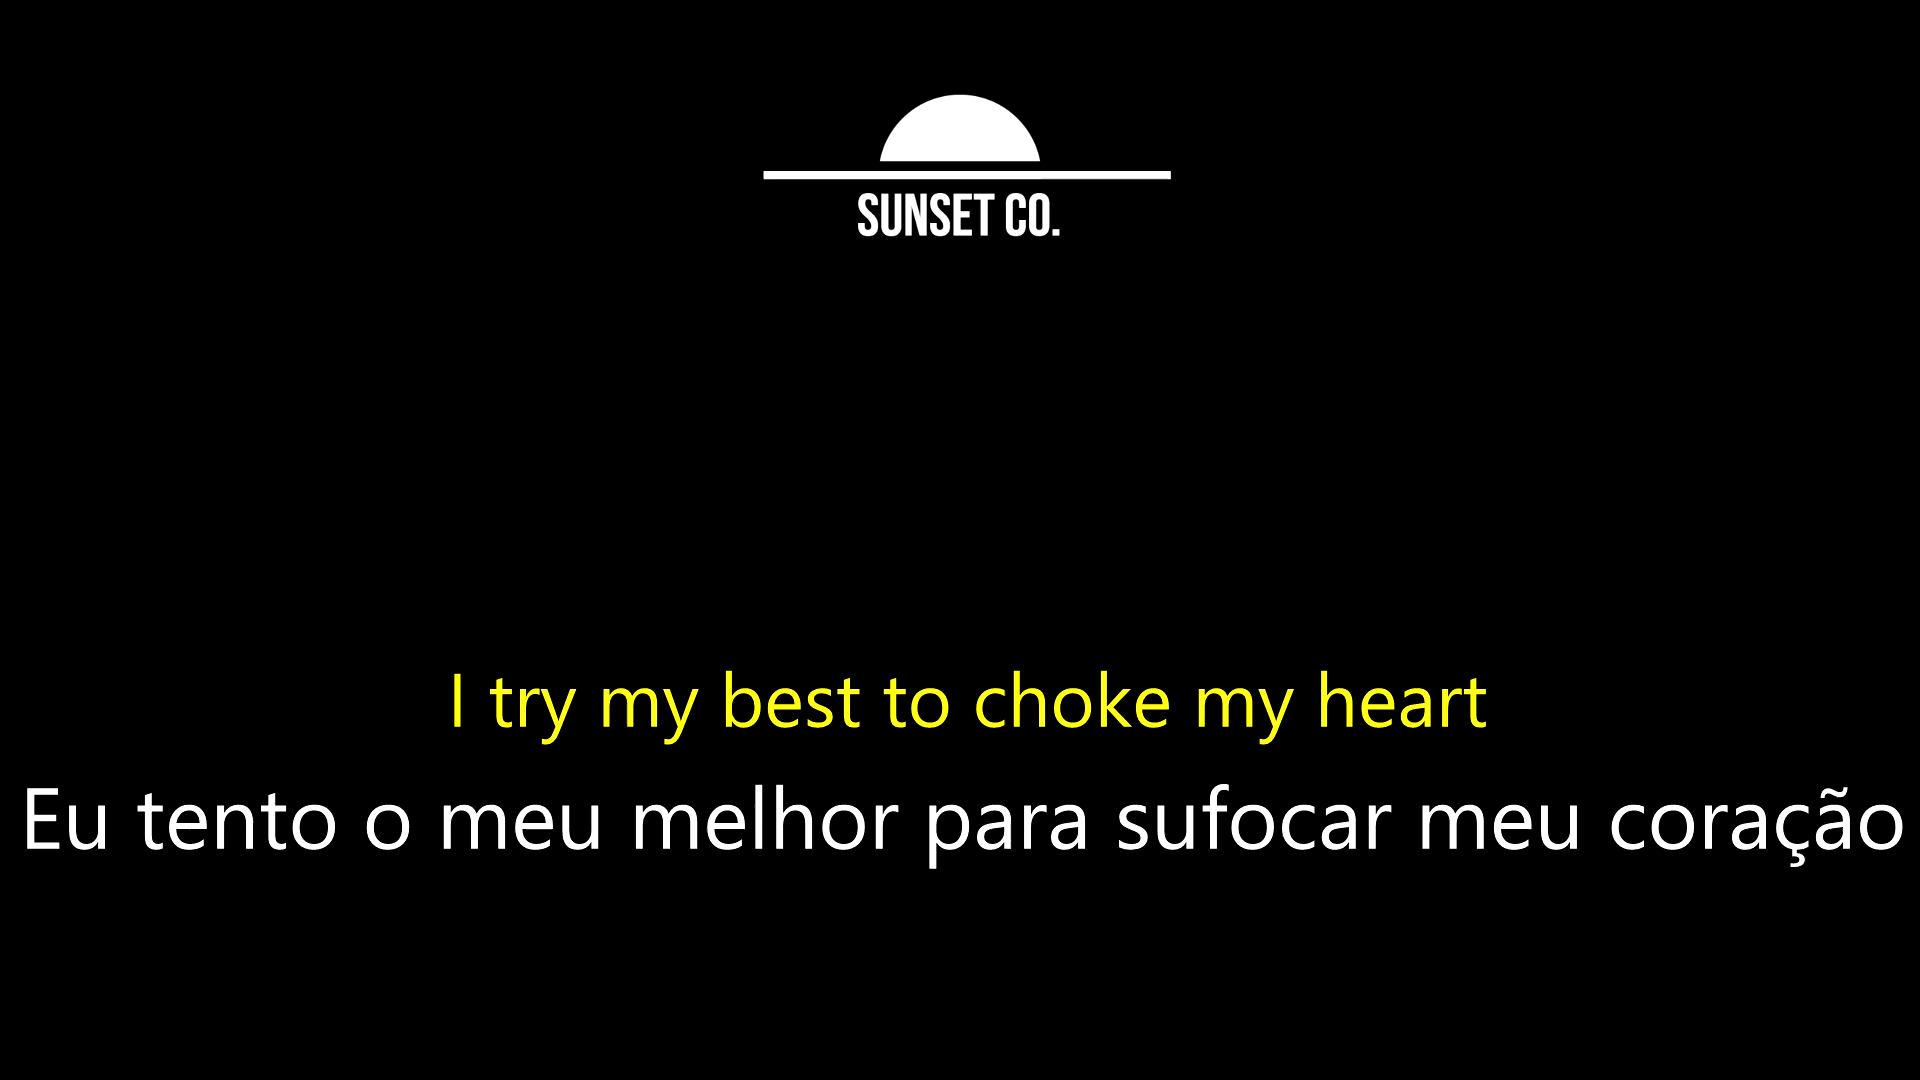 SUNSET CO.
I try my best to choke my heart
Eu tento o meu melhor para sufocar meu coração